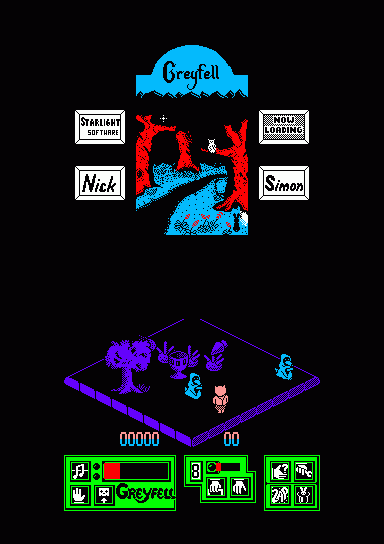 Greyfell
STARLIGHT
SOFTWARE
NOW
LOADING
Nick
Simon
00000
00
8
GREYFELL